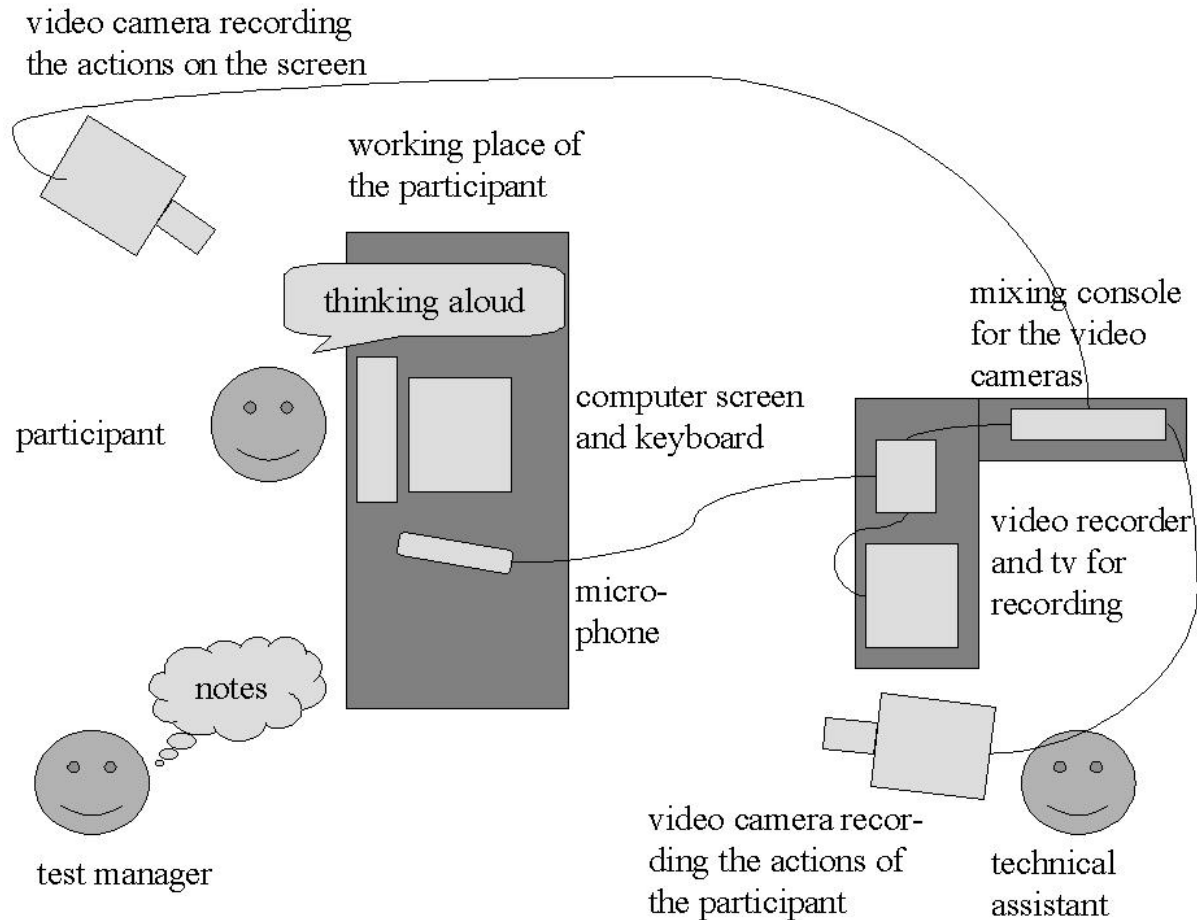 video camera recording
the actions on the screen
working place of
the participant
thinking aloud
mixing console
for the video
cameras
computer screen
and keyboard
participant
video recorder
and tv for
recording
micro-
phone
notes
test manager
video camera recor-
ding the actions of
the participant
technical
assistant